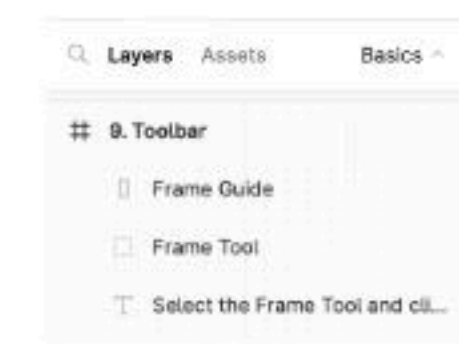 Layers Assets Basics
9. Toolbar
Frame Guide
Frame Tool
Select the Frame Tool and cli...